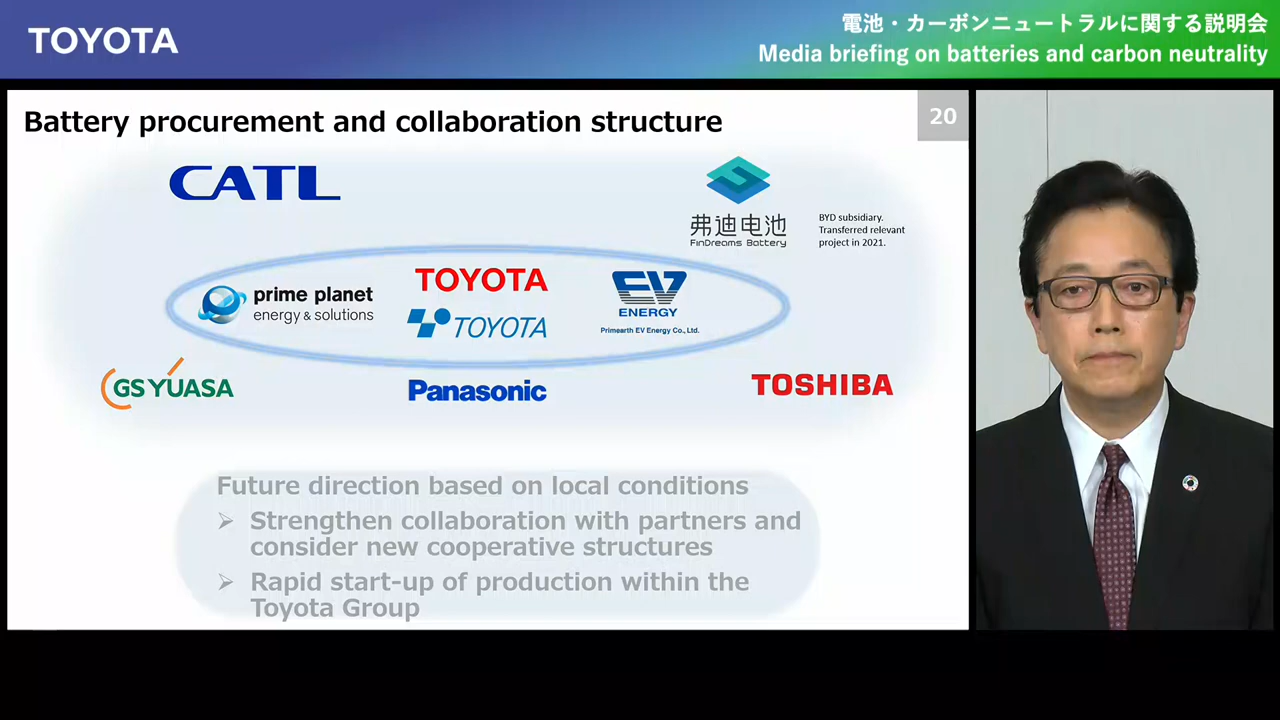 TOYOTA
電池・カーボンニュートラルに関する説明会
Media briefing on batteries and carbon neutrality
Battery procurement and collaboration structure
20
CATL
弗迪电池
FinDreams Battery
BYD subsidiary.
Transferred relevant
project in 2021.
prime planet
energy & solutions
TOYOTA
TOYOTA
EV
ENERGY
Primearth EV Energy Co., Ltd.
GS YUASA
Panasonic
TOSHIBA
Future direction based on local conditions
➢ Strengthen collaboration with partners and
consider new cooperative structures
➢ Rapid start-up of production within the
Toyota Group